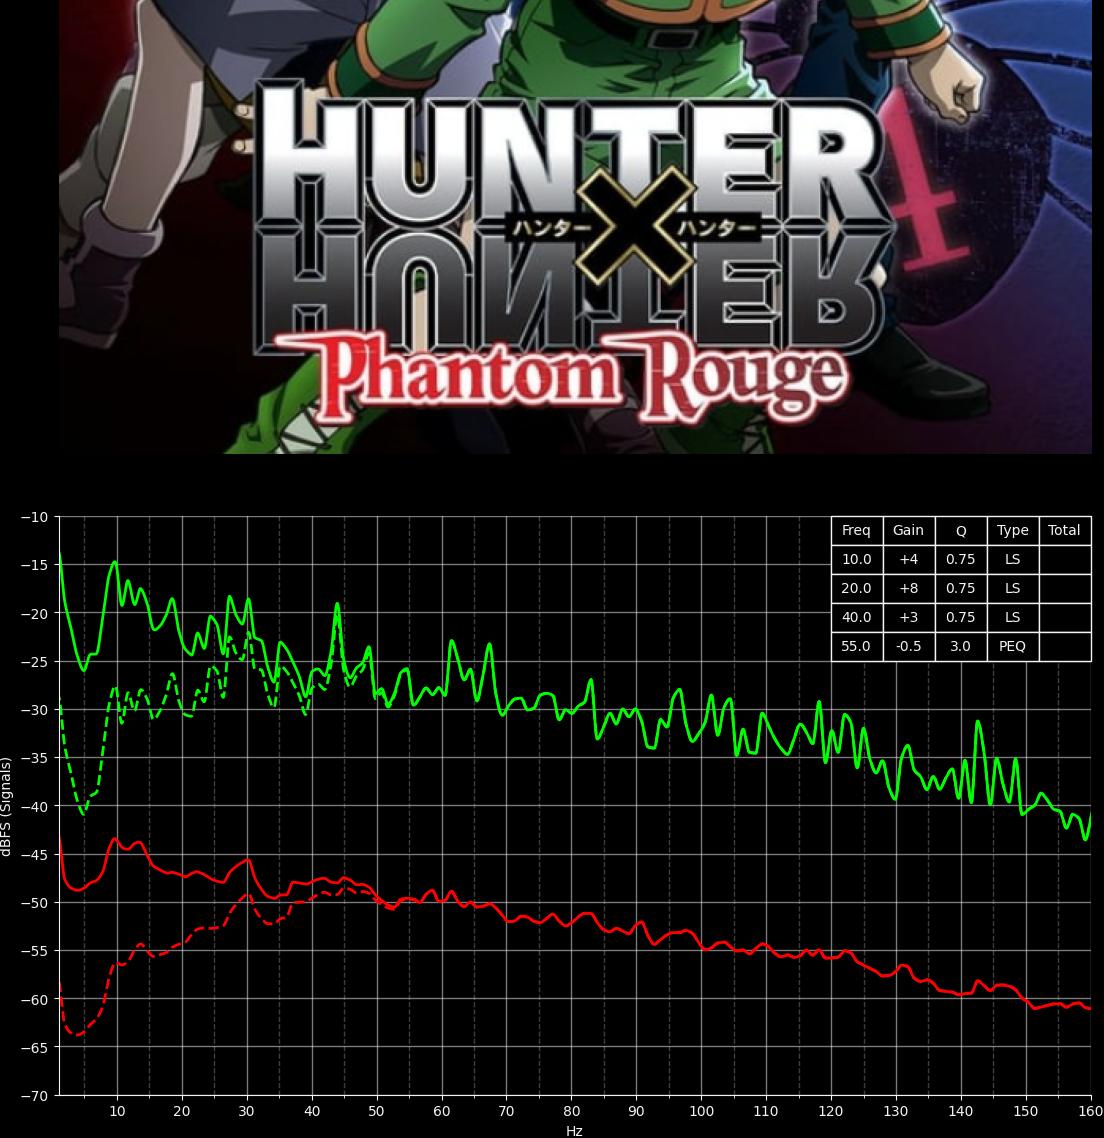 HUNTER
ハンター × ハンター
HUNTER
Phantom Rouge
Freq Gain Q Type Total
10.0 +4 0.75 LS
20.0 +8 0.75 LS
40.0 +3 0.75 LS
55.0 -0.5 3.0 PEQ
−10
−15
−20
−25
−30
−35
−40
−45
−50
−55
−60
−65
−70
dBFS (Signals)
10 20 30 40 50 60 70 80 90 100 110 120 130 140 150 160
Hz